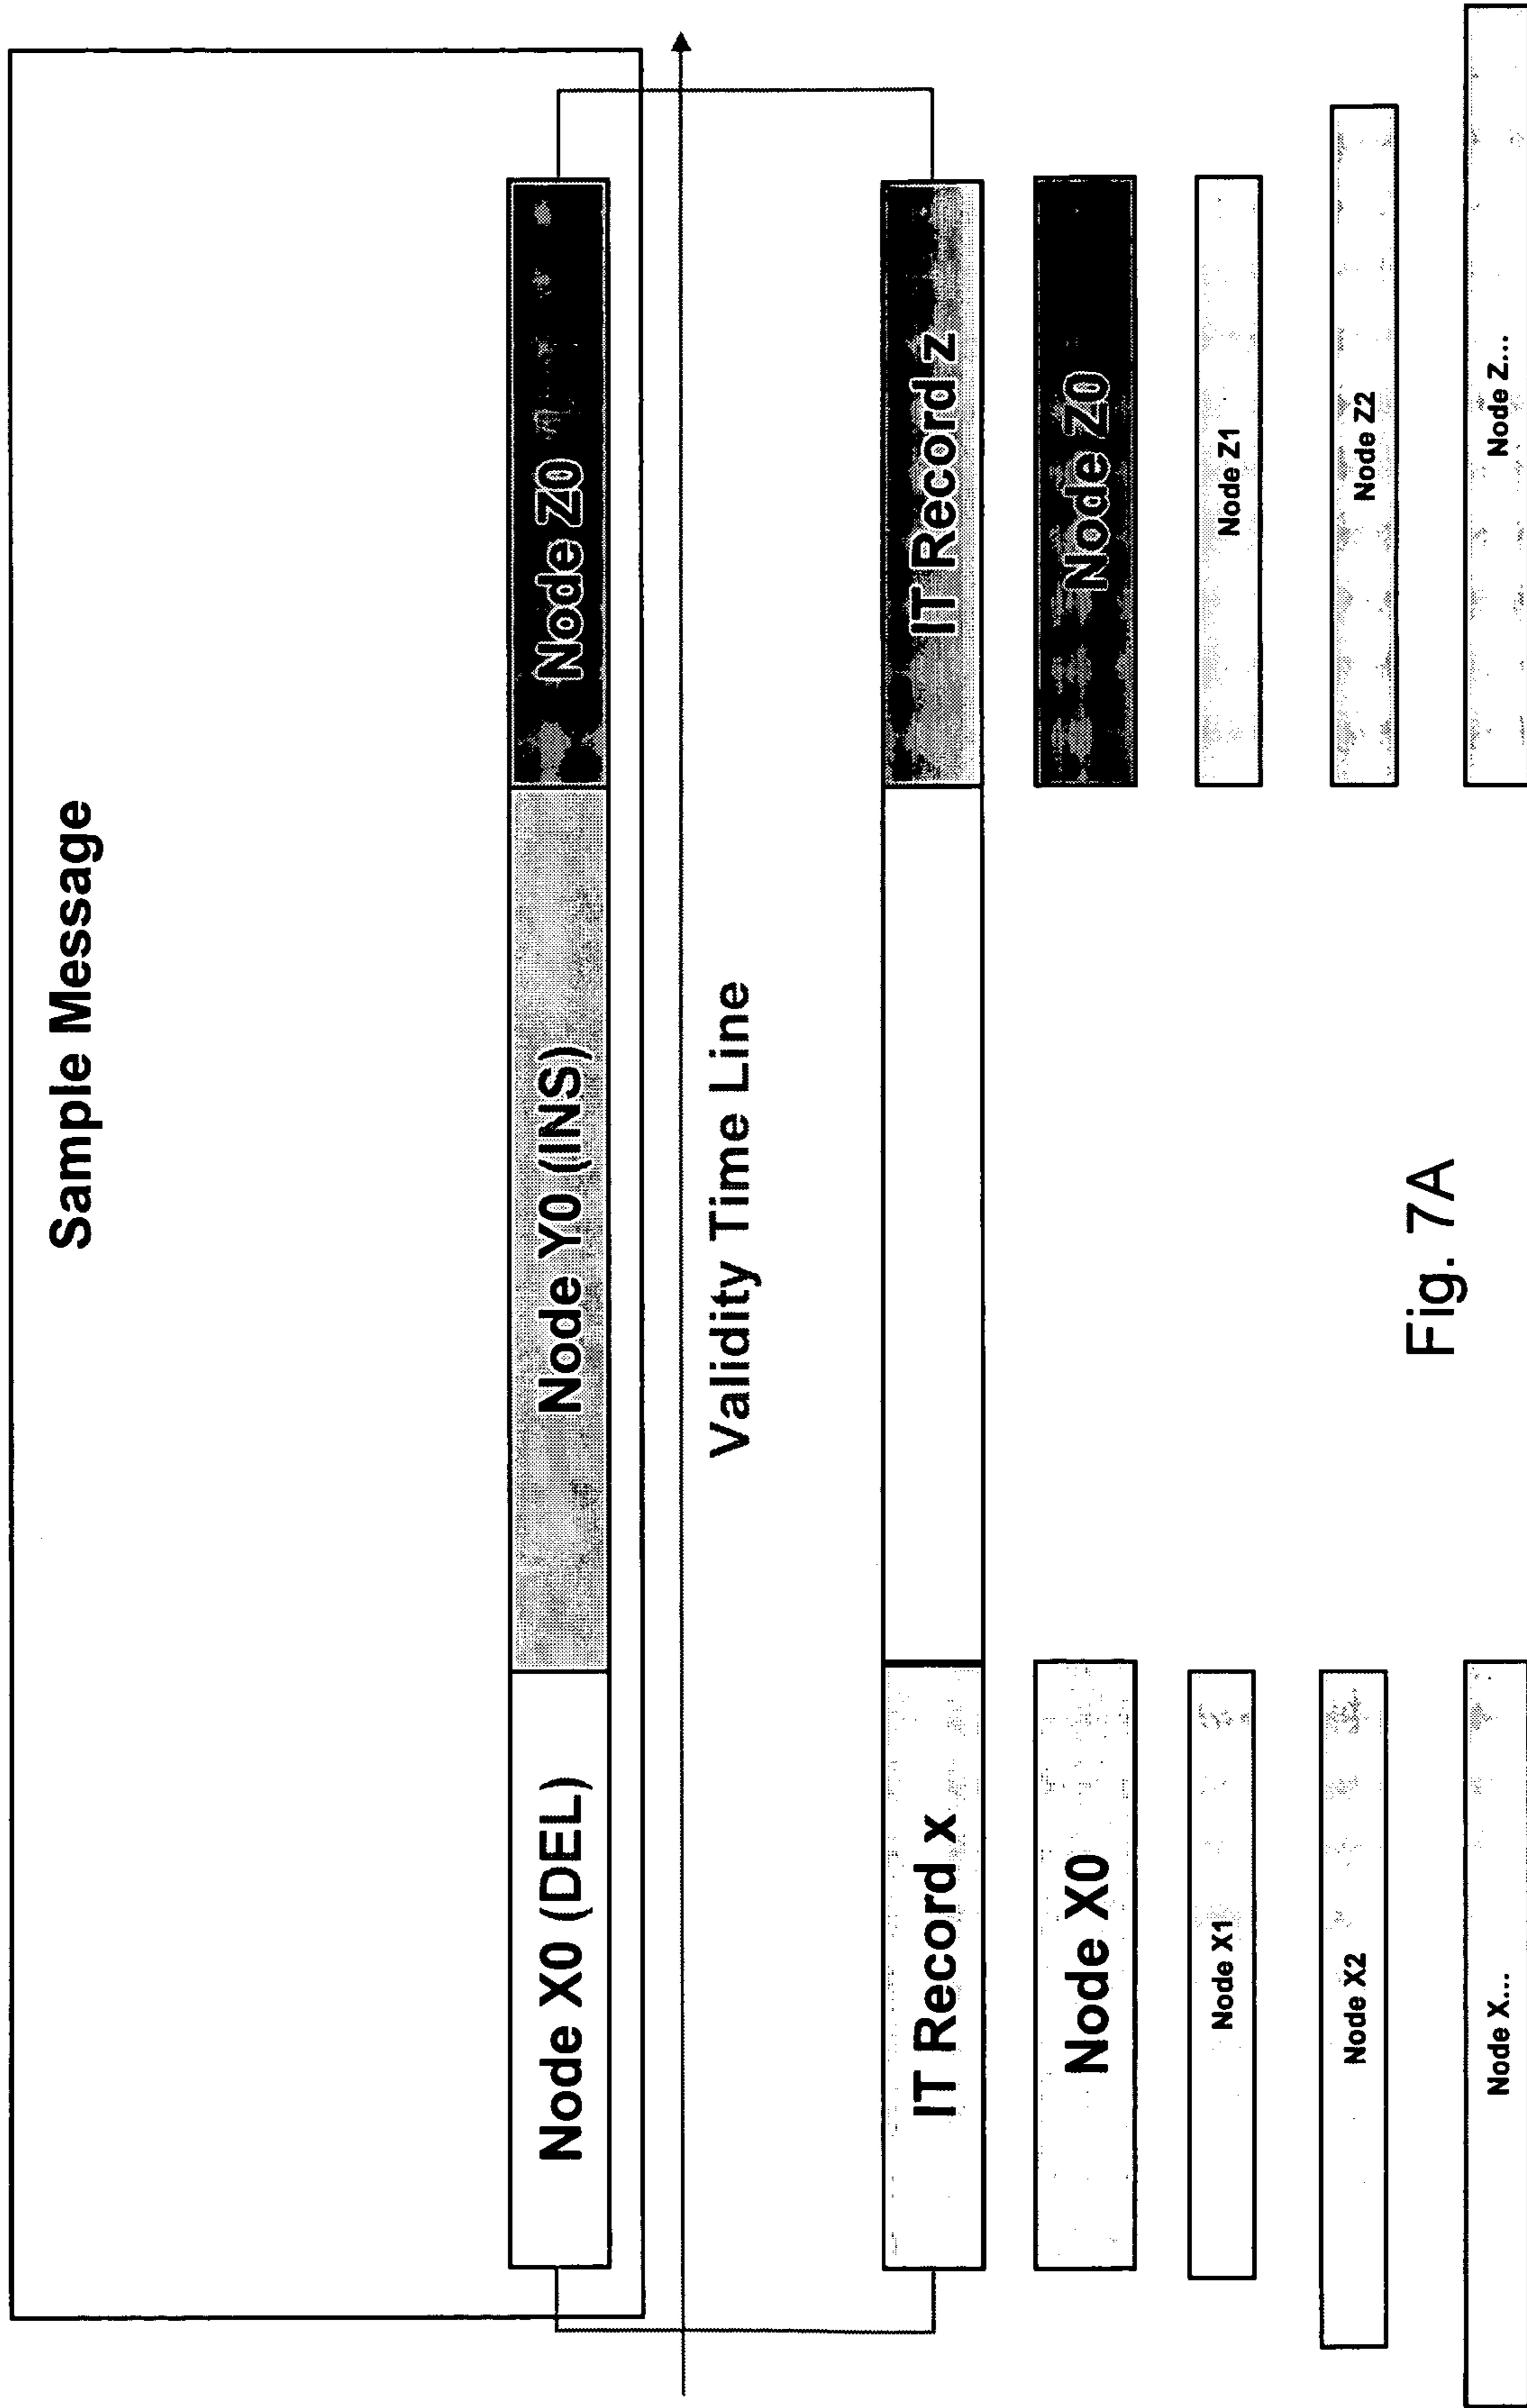 Sample Message
Node X0 (DEL)
Node Y0 (INS)
Node Z0
Validity Time Line
IT Record x
IT Record z
Node X0
Node Z0
Node X1
Node Z1
Node X2
Node Z2
Node X...
Node Z...
Fig. 7A